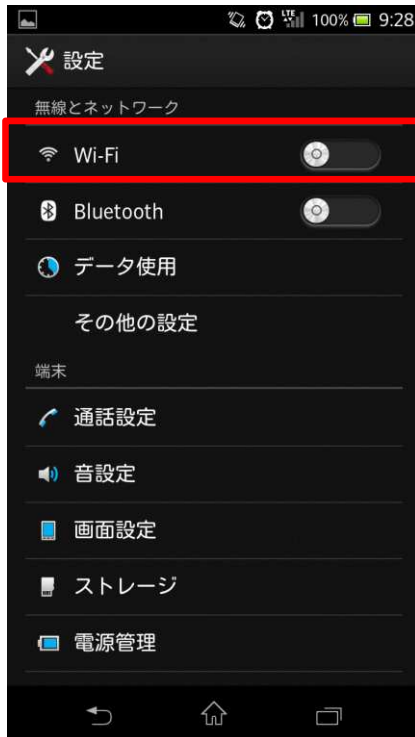 LTE 100% 9:28
設定
無線とネットワーク
Wi-Fi
Bluetooth
データ使用
その他の設定
端末
通話設定
音設定
画面設定
ストレージ
電源管理